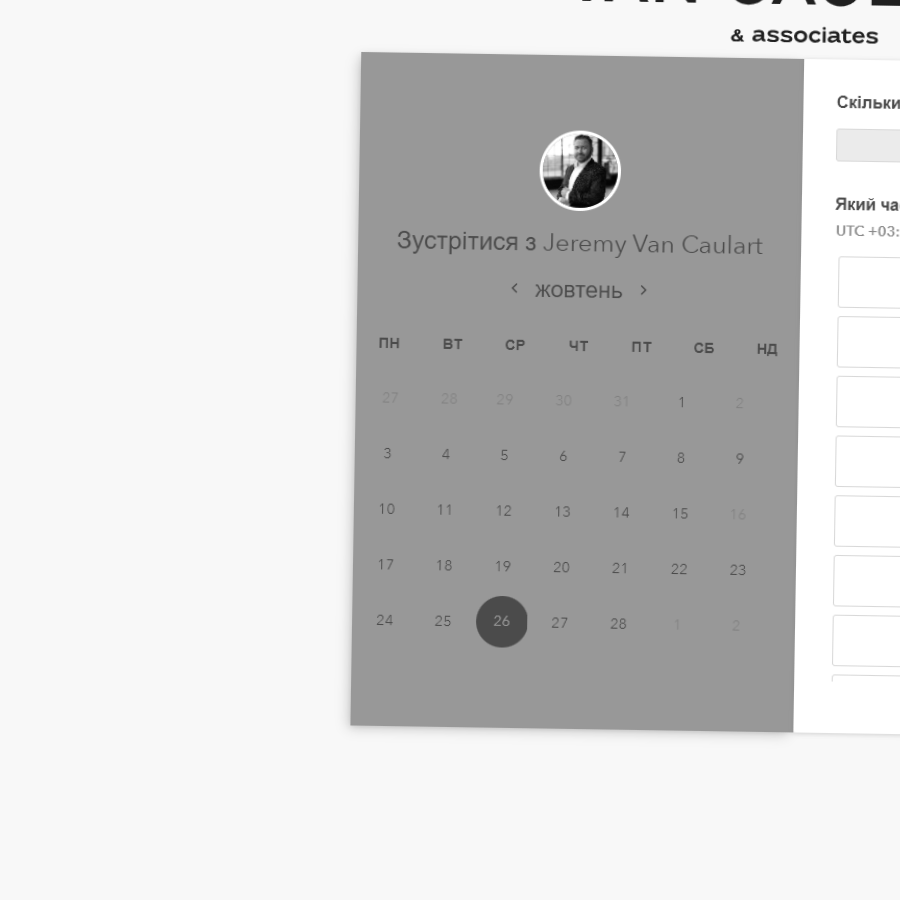 & associates
Зустрітися з Jeremy Van Caulart
жовтень
ПН ВТ СР ЧТ ПТ СБ НД
27 28 29 30 31 1 2
3 4 5 6 7 8 9
10 11 12 13 14 15 16
17 18 19 20 21 22 23
24 25 26 27 28 1 2
Скільки
Який
UTC +03: